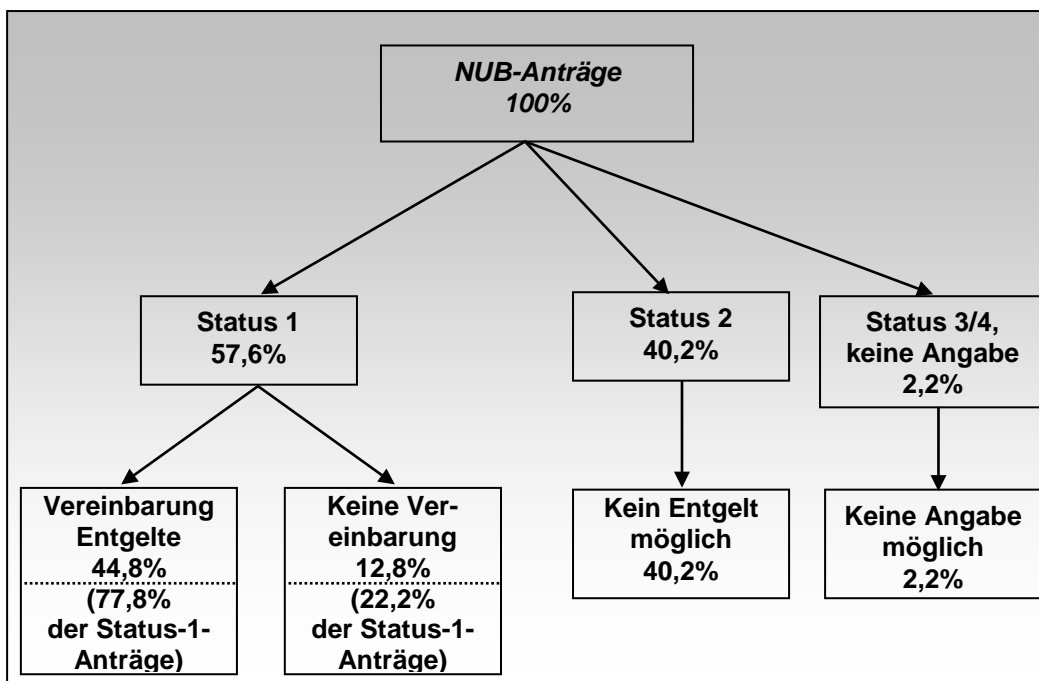 NUB-Anträge
100%
Status 1
57,6%
Status 2
40,2%
Status 3/4,
keine Angabe
2,2%
Vereinbarung
Entgelte
44,8%
(77,8%
der Status-1-
Anträge)
Keine Ver-
einbarung
12,8%
(22,2%
der Status-1-
Anträge)
Kein Entgelt
möglich
40,2%
Keine Angabe
möglich
2,2%